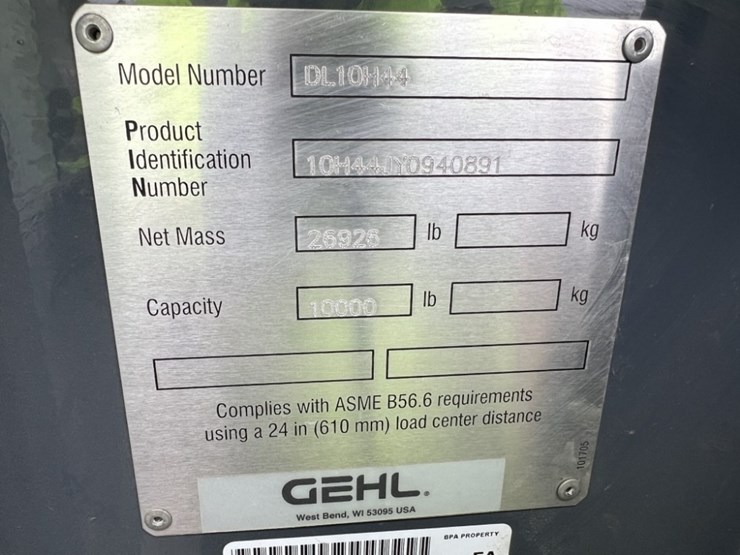 Model Number DL10H44
Product
Identification 10H44JY0940891
Number
Net Mass 26925 lb kg
Capacity 10000 lb kg
Complies with ASME B56.6 requirements
using a 24 in (610 mm) load center distance
101705
GEHL®
West Bend, WI 53095 USA
BPA PROPERTY